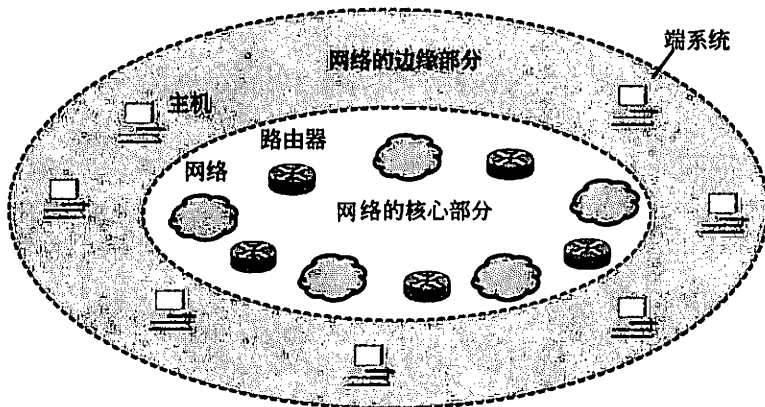 端系统
网络的边缘部分
主机
路由器
网络
网络的核心部分